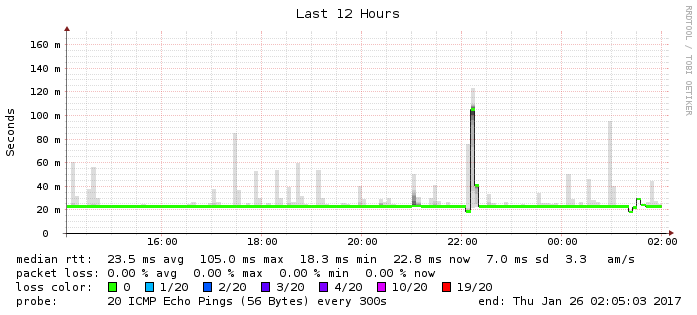 Last 12 Hours
RRDTOOL / TOBI OETIKER
Seconds
160 m
140 m
120 m
100 m
80 m
60 m
40 m
20 m
0
16:00 18:00 20:00 22:00 00:00 02:00
median rtt: 23.5 ms avg 105.0 ms max 18.3 ms min 22.8 ms now 7.0 ms sd 3.3 am/s
packet loss: 0.00 % avg 0.00 % max 0.00 % min 0.00 % now
loss color: 0 1/20 2/20 3/20 4/20 10/20 19/20
probe: 20 ICMP Echo Pings (56 Bytes) every 300s end: Thu Jan 26 02:05:03 2017